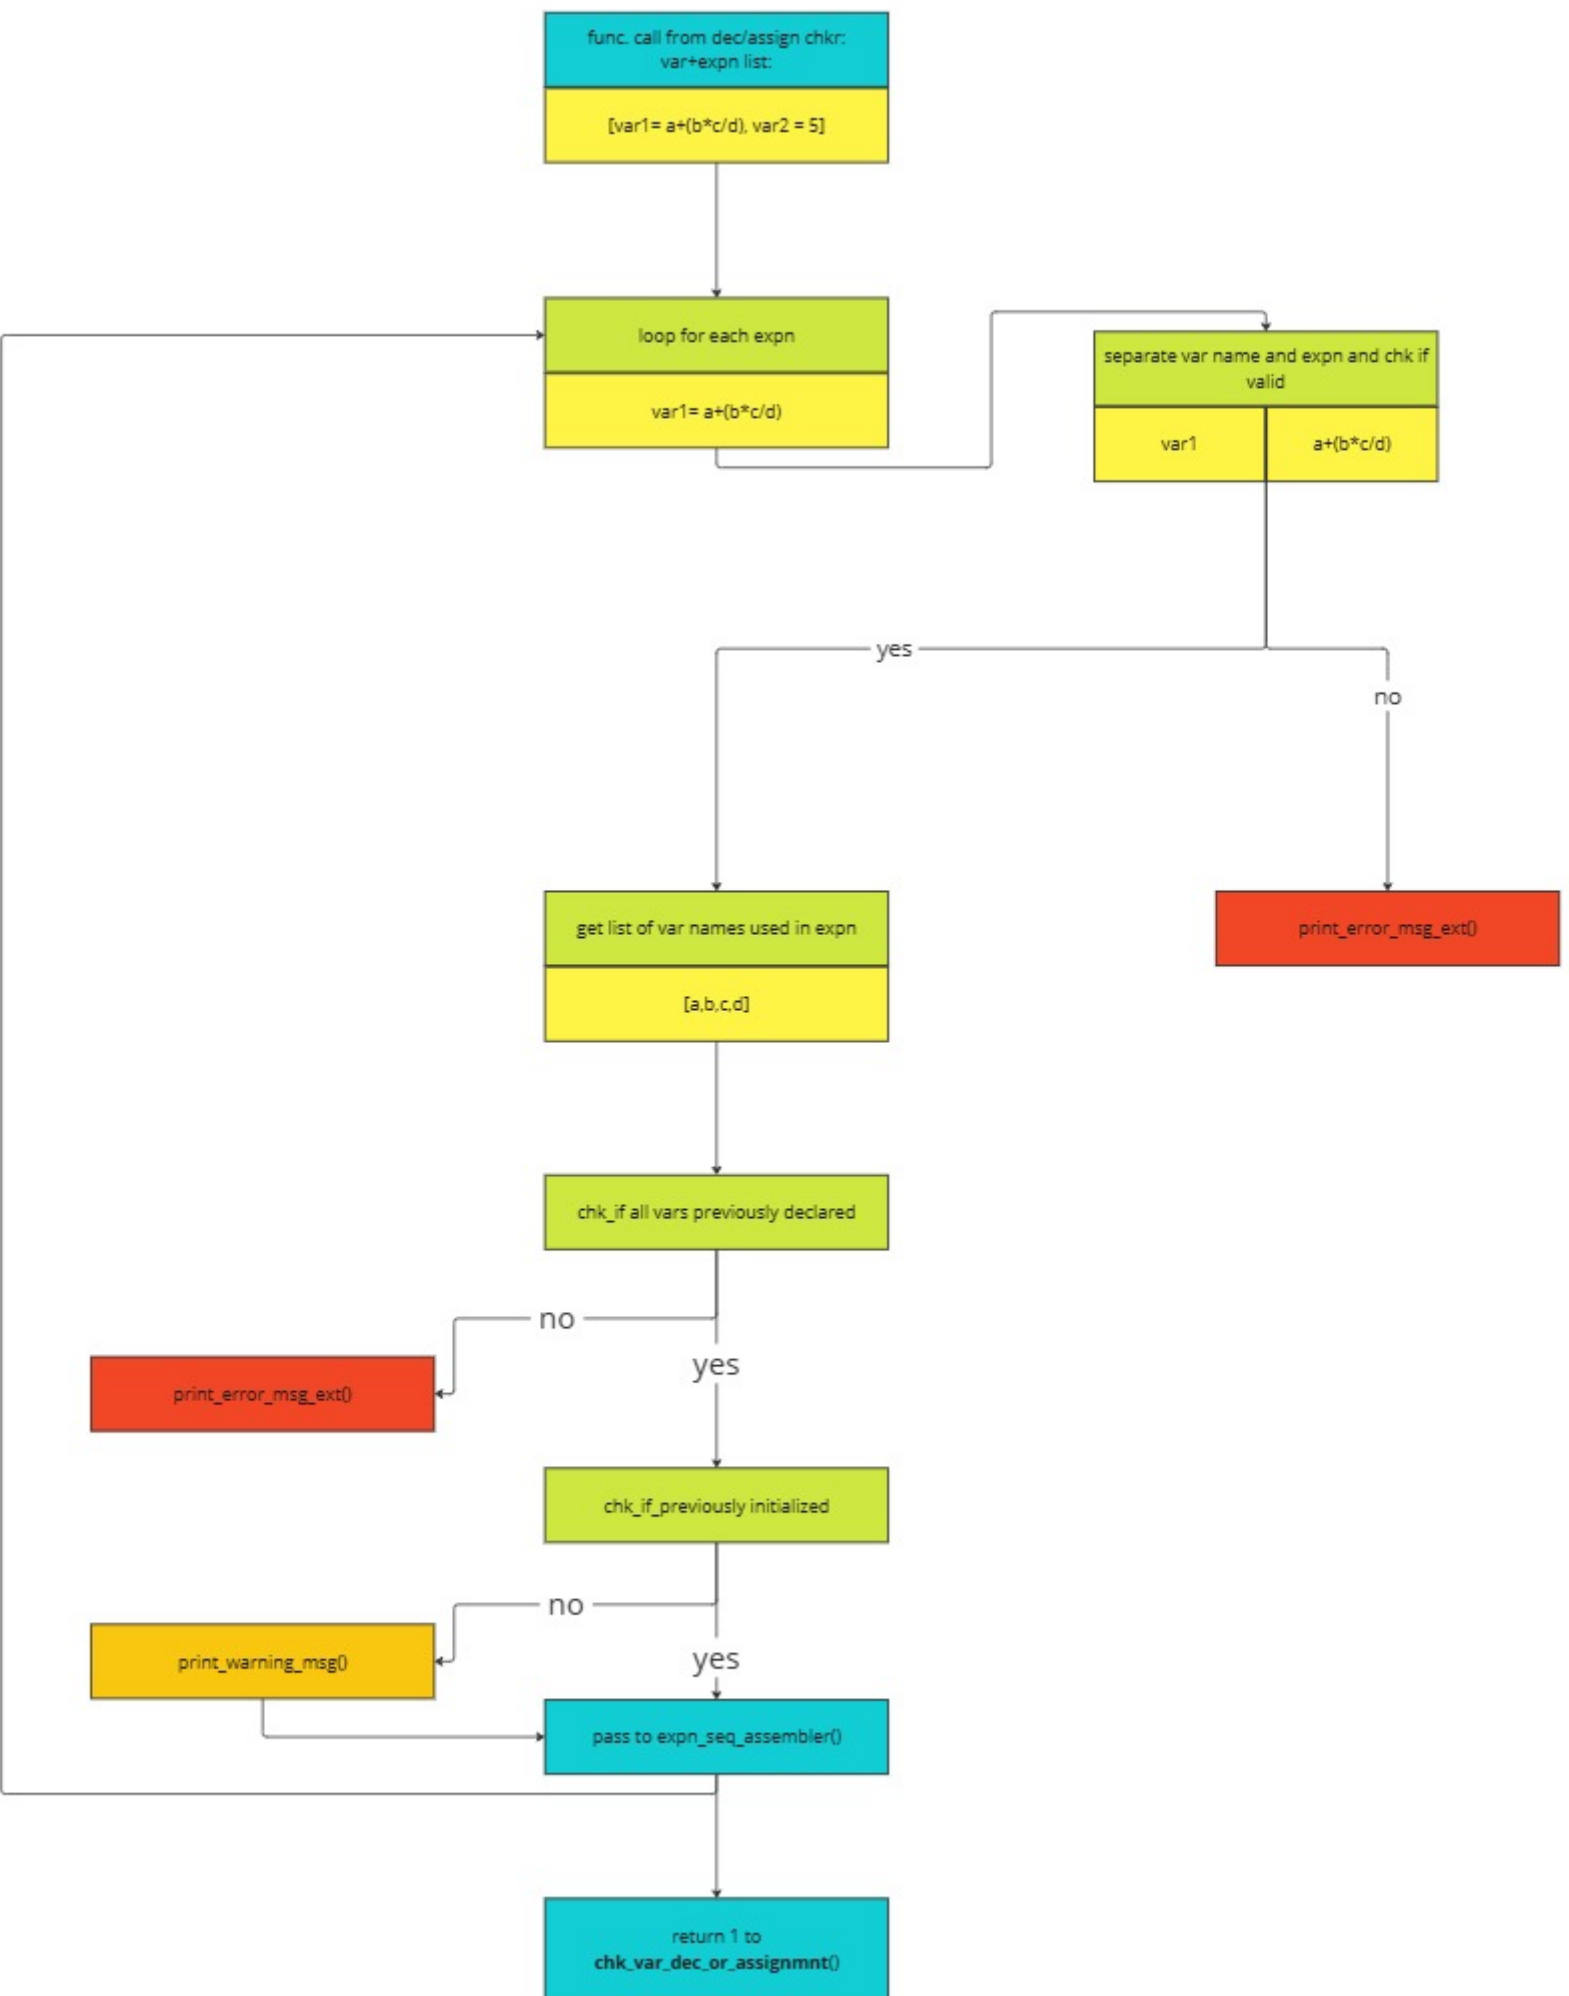 func. call from dec/assign chkr:
var+expn list:
[var1= a+(b*c/d), var2 = 5]
loop for each expn
var1= a+(b*c/d)
separate var name and expn and chk if
valid
var1
a+(b*c/d)
yes
no
get list of var names used in expn
[a,b,c,d]
print_error_msg_ext()
chk_if all vars previously declared
no
yes
print_error_msg_ext()
chk_if_previously initialized
no
yes
print_warning_msg()
pass to expn_seq_assembler()
return 1 to
chk_var_dec_or_assignmnt()